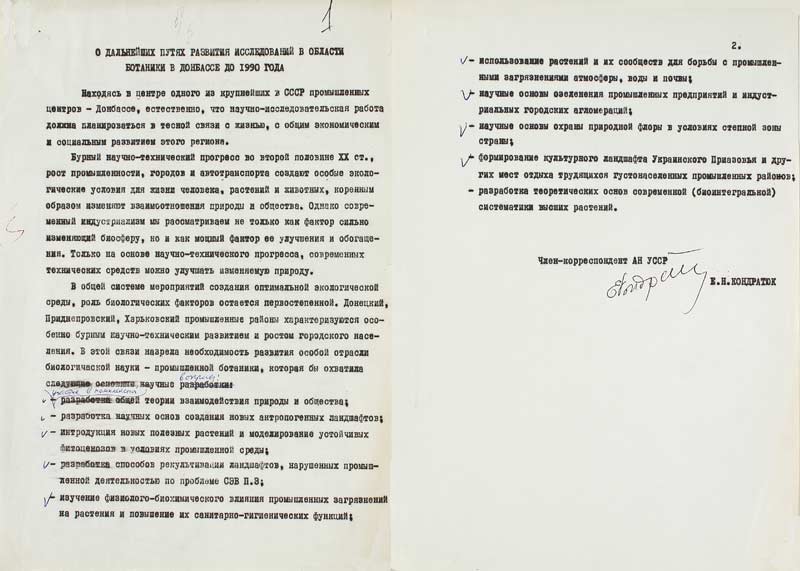 1
О ДАЛЬНЕЙШИХ ПУТЯХ РАЗВИТИЯ ИССЛЕДОВАНИЙ В ОБЛАСТИ
БОТАНИКИ В ДОНБАССЕ ДО 1990 ГОДА
Находясь в центре одного из крупнейших в СССР промышленных
центров - Донбассе, естественно, что научно-исследовательская работа
должна планироваться в тесной связи с жизнью, с общим экономическим
и социальным развитием этого региона.
Бурный научно-технический прогресс во второй половине XX ст.,
рост промышленности, городов и автотранспорта создают особые эколо-
гические условия для жизни человека, растений и животных, коренным
образом изменяют взаимоотношения природы и общества. Однако совре-
менный индустриализм мы рассматриваем не только как фактор сильно
изменяющий биосферу, но и как мощный фактор ее улучшения и обогаще-
ния. Только на основе научно-технического прогресса, современных
технических средств можно улучшать изменяемую природу.
В общей системе мероприятий создания оптимальной экологической
среды, роль биологических факторов остается первостепенной. Донецкий,
Приднепровский, Харьковский промышленные районы характеризуются осо-
бенно бурным научно-техническим развитием и ростом городского насе-
ления. В этой связи назрела необходимость развития особой отрасли
биологической науки - промышленной ботаники, которая бы охватила
вопросы:
следующие основные научные разработки:
- разработка общей теории взаимодействия природы и общества;
- разработка научных основ создания новых антропогенных ландшафтов;
- интродукция новых полезных растений и моделирование устойчивых
фитоценозов в условиях промышленной среды;
- разработка способов рекультивации ландшафтов, нарушенных промыш-
ленной деятельностью по проблеме СЭВ П.3;
- изучение физиолого-биохимического влияния промышленных загрязнений
на растения и повышение их санитарно-гигиенических функций;
2.
- использование растений и их сообществ для борьбы с промышлен-
ными загрязнениями атмосферы, воды и почвы;
- научные основы озеленения промышленных предприятий и индуст-
риальных городских агломераций;
- научные основы охраны природной флоры в условиях степной зоны
страны;
- формирование культурного ландшафта Украинского Приазовья и дру-
гих мест отдыха трудящихся густонаселенных промышленных районов;
- разработка теоретических основ современной (биоинтегральной)
систематики высших растений.
Член-корреспондент АН УССР
Е.Н.КОНДРАТЮК